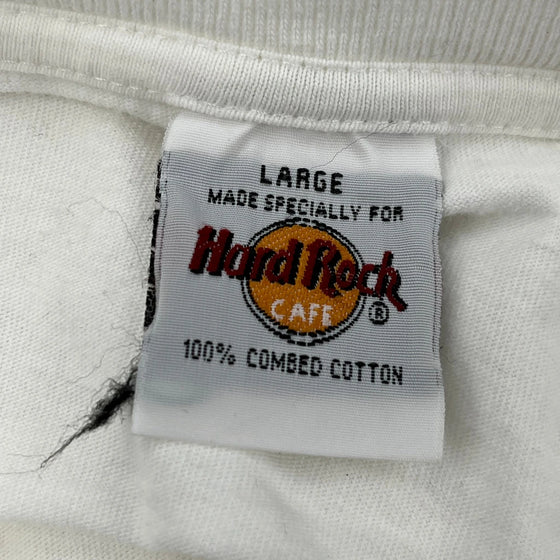 LARGE
MADE SPECIALLY FOR
Hard Rock
CAFE ®
100% COMBED COTTON